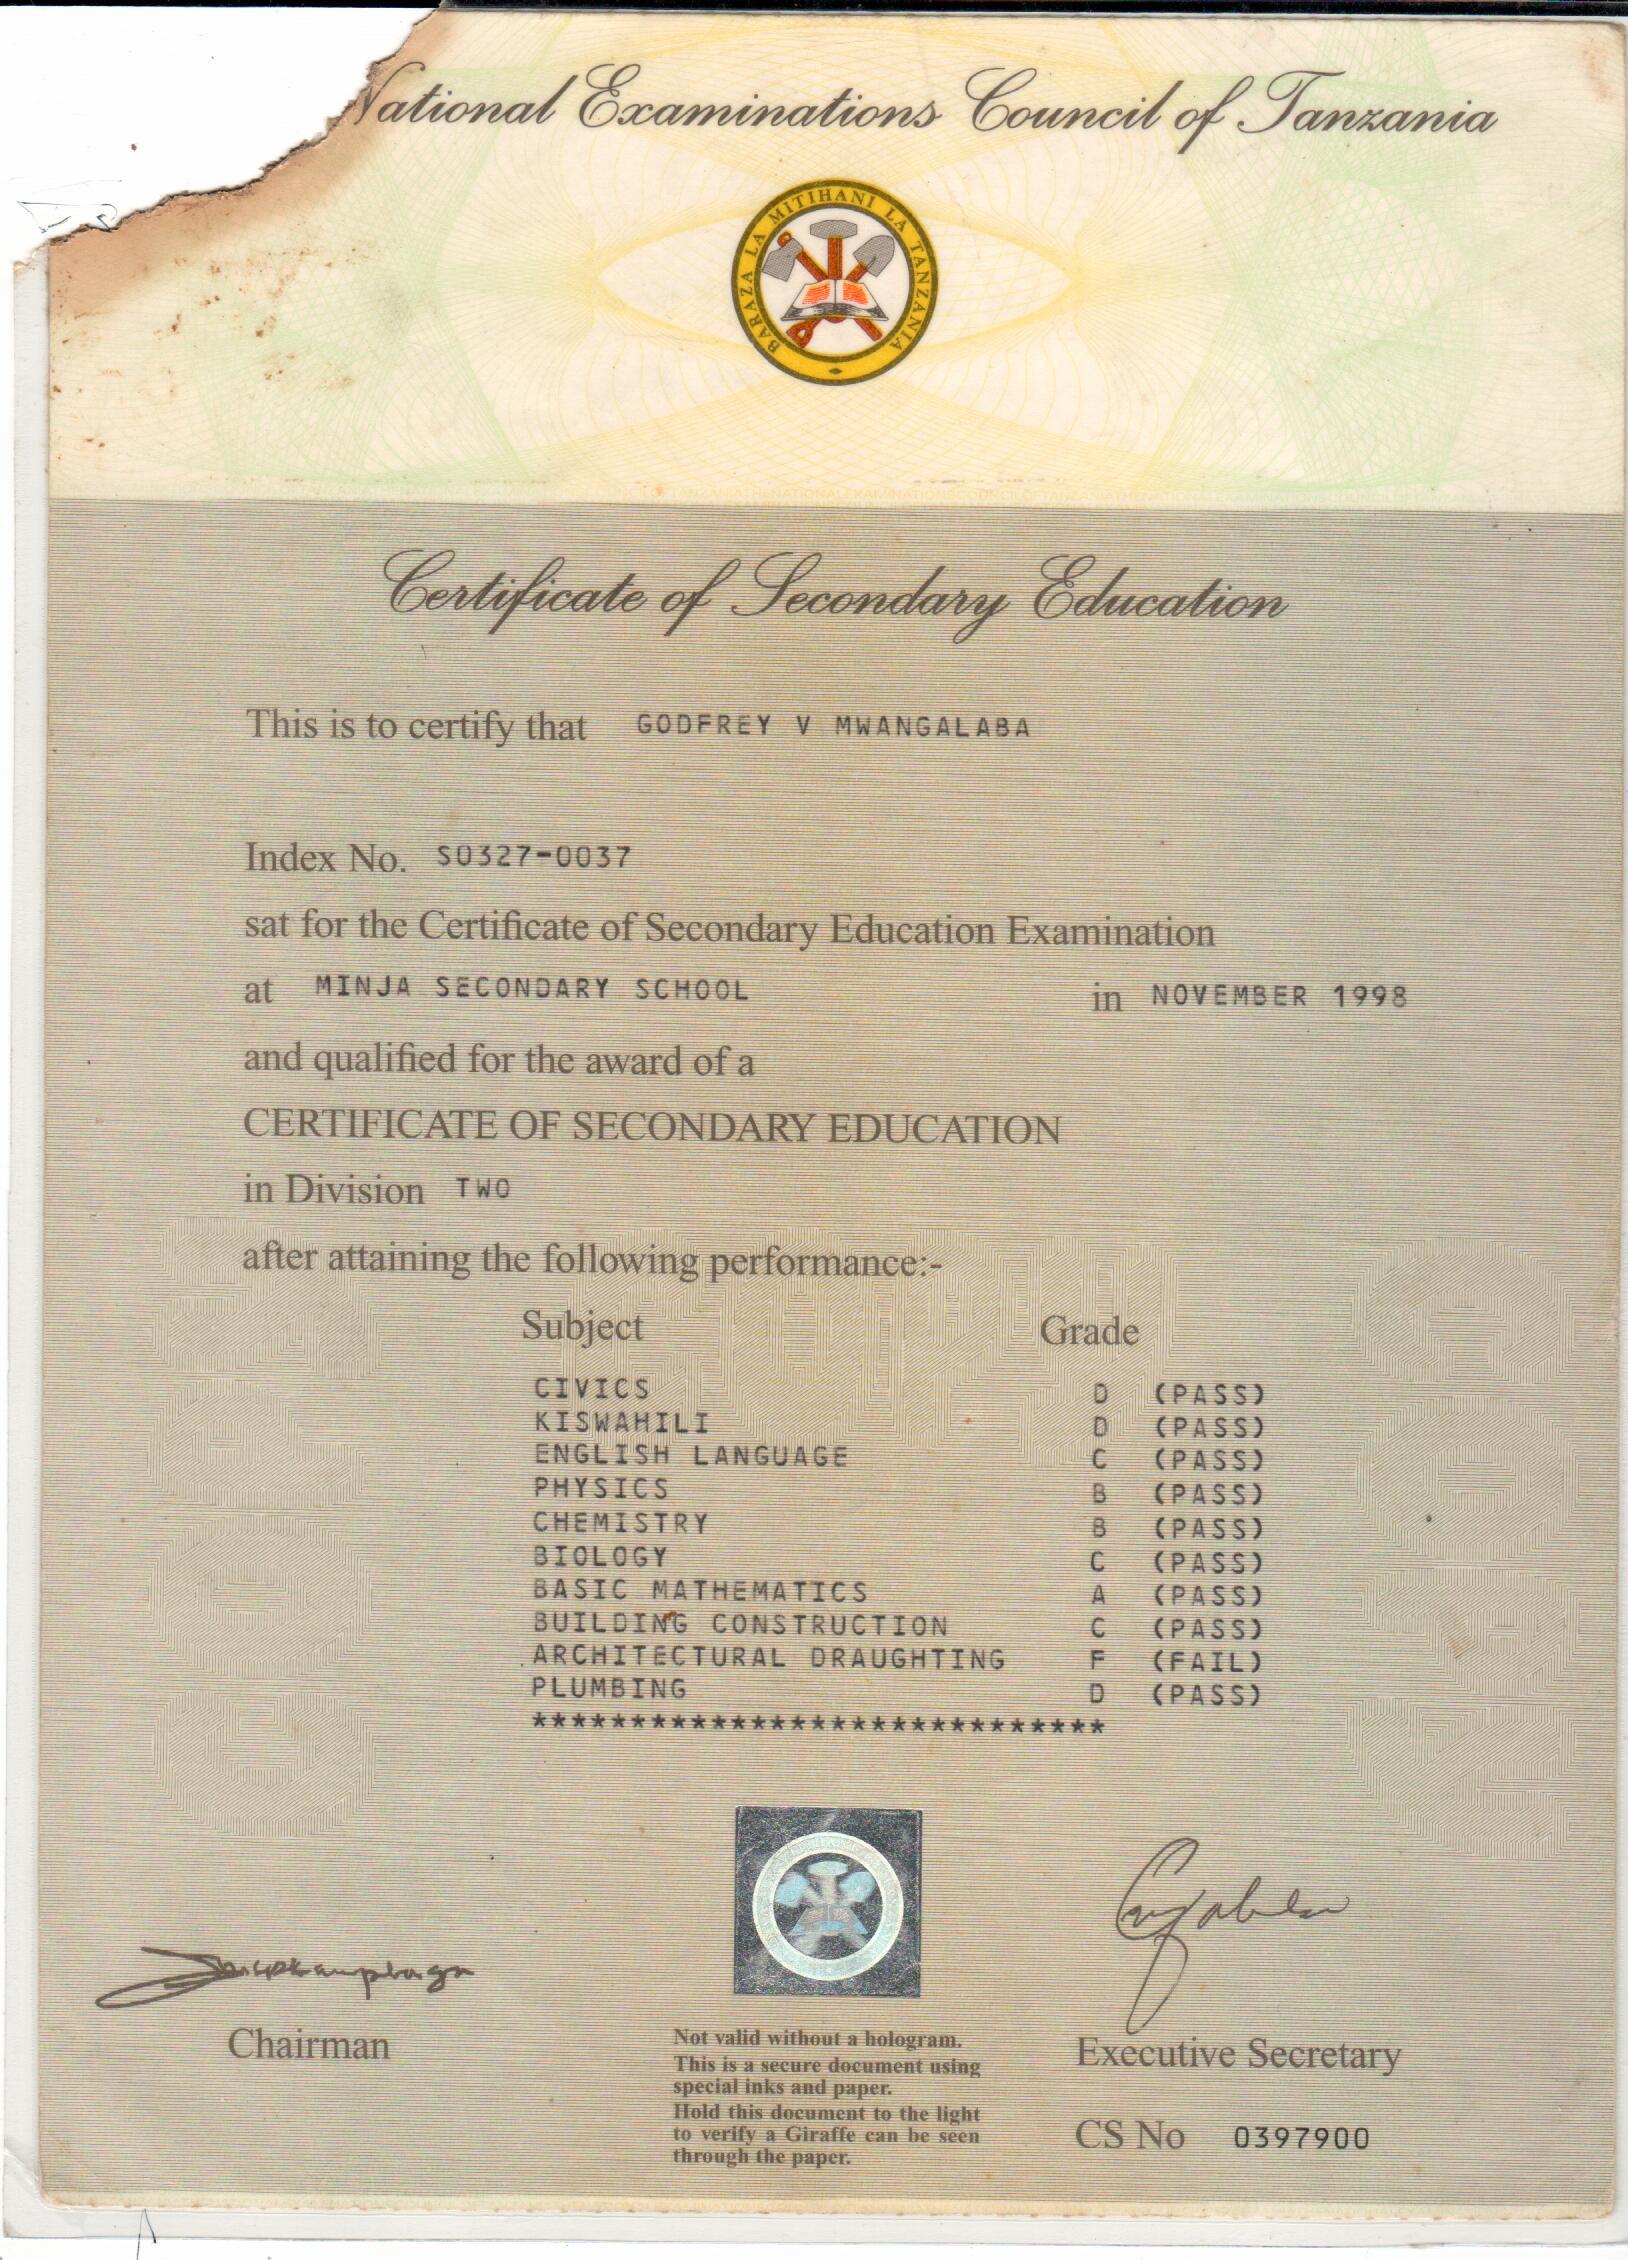 National Examinations Council of Tanzania
BARAZA LA MITIHANI LA TANZANIA
Certificate of Secondary Education
This is to certify that GODFREY V MWANGALABA
Index No. S0327-0037
sat for the Certificate of Secondary Education Examination
at MINJA SECONDARY SCHOOL in NOVEMBER 1998
and qualified for the award of a
CERTIFICATE OF SECONDARY EDUCATION
in Division TWO
after attaining the following performance:-
Subject Grade
CIVICS D (PASS)
KISWAHILI D (PASS)
ENGLISH LANGUAGE C (PASS)
PHYSICS B (PASS)
CHEMISTRY B (PASS)
BIOLOGY C (PASS)
BASIC MATHEMATICS A (PASS)
BUILDING CONSTRUCTION C (PASS)
ARCHITECTURAL DRAUGHTING F (FAIL)
PLUMBING D (PASS)
*****************************
Chairman
Not valid without a hologram.
This is a secure document using
special inks and paper.
Hold this document to the light
to verify a Giraffe can be seen
through the paper.
Executive Secretary
CS No 0397900